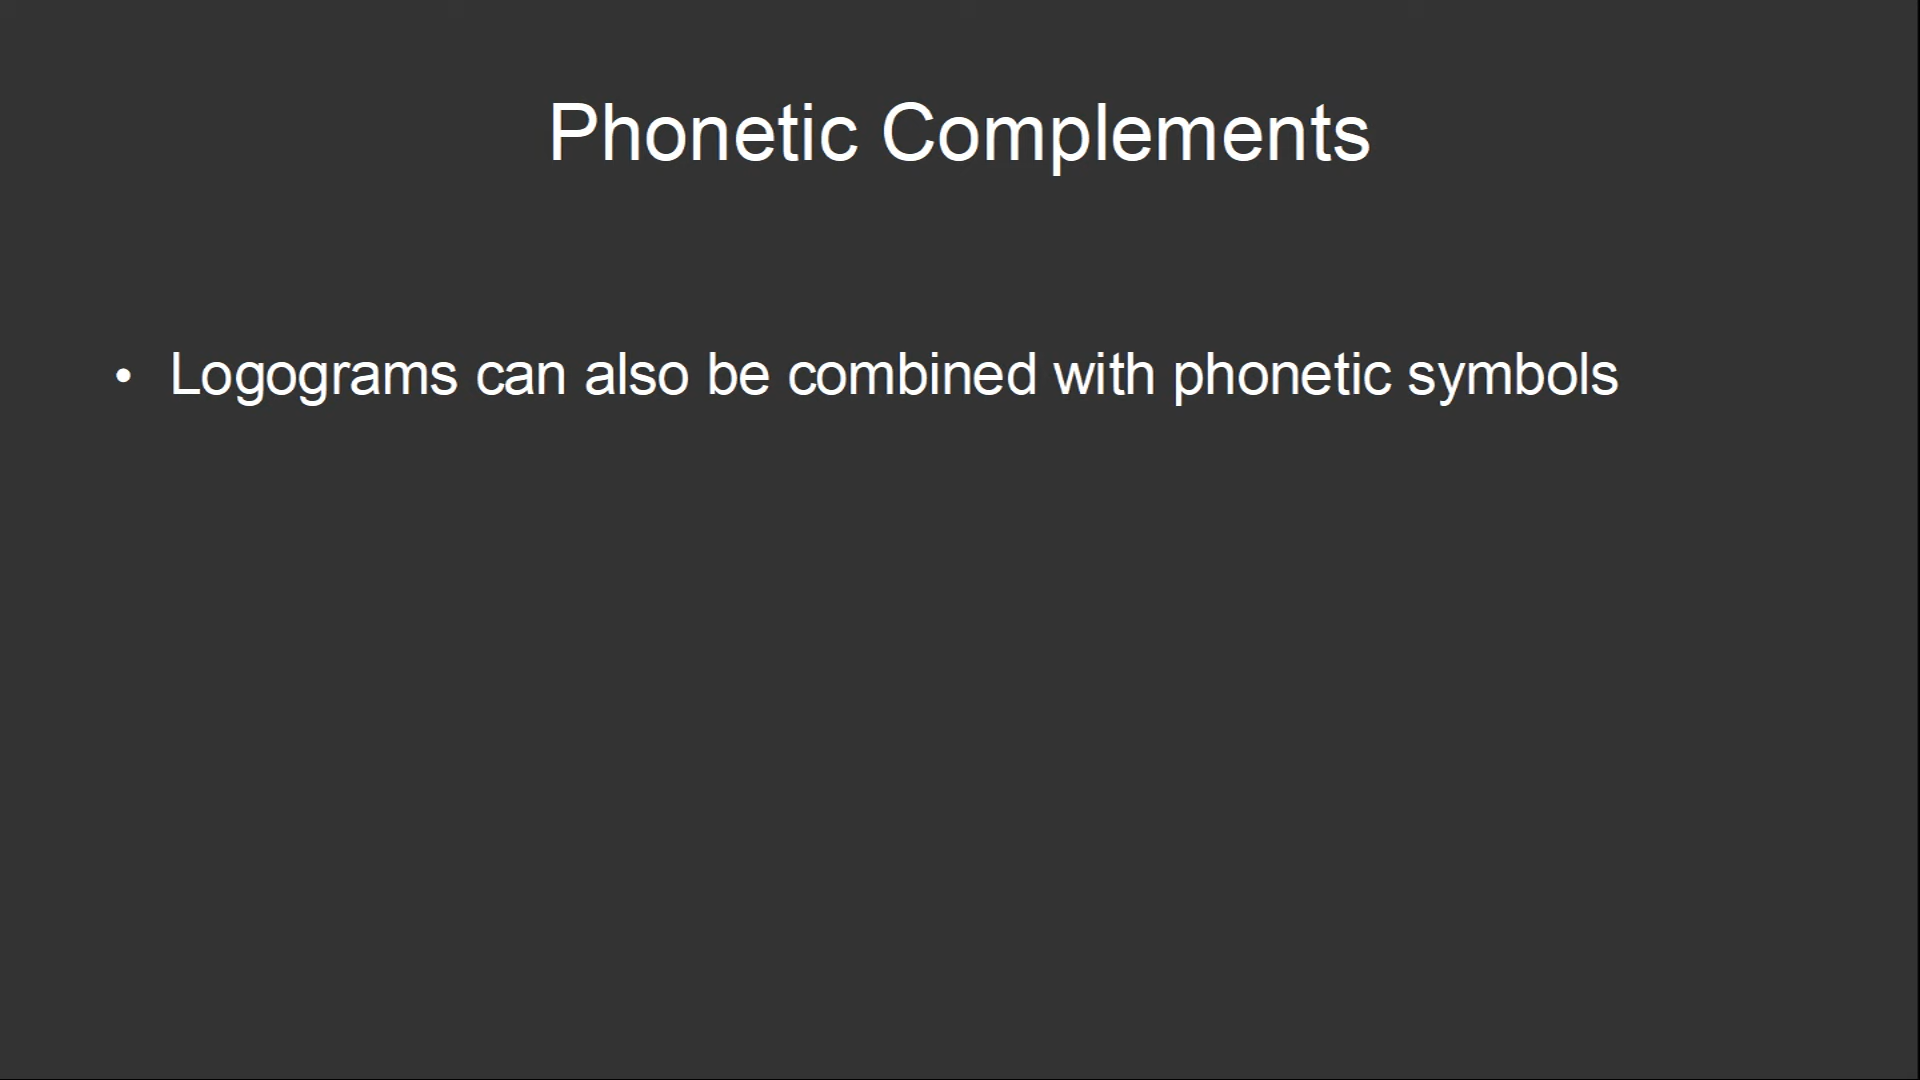 Phonetic Complements
• Logograms can also be combined with phonetic symbols